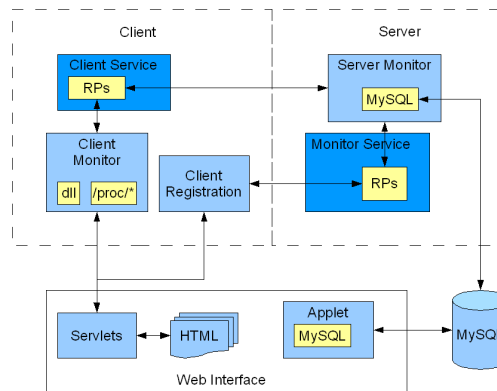 Client
Server
Client Service
RPs
Server Monitor
MySQL
Client
Monitor
dll
/proc/*
Client
Registration
Monitor Service
RPs
Servlets
HTML
Applet
MySQL
MySQ
Web Interface